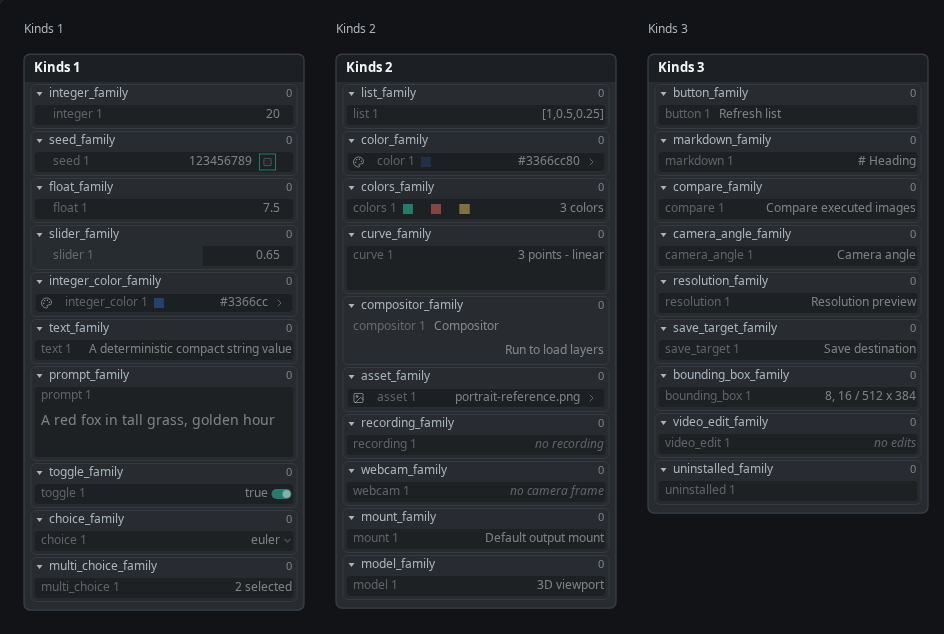 Kinds 1
Kinds 1
integer_family 0
integer 1 20
seed_family 0
seed 1 123456789
float_family 0
float 1 7.5
slider_family 0
slider 1 0.65
integer_color_family 0
integer_color 1 #3366cc
text_family 0
text 1 A deterministic compact string value
prompt_family 0
prompt 1
A red fox in tall grass, golden hour
toggle_family 0
toggle 1 true
choice_family 0
choice 1 euler
multi_choice_family 0
multi_choice 1 2 selected
Kinds 2
Kinds 2
list_family 0
list 1 [1,0.5,0.25]
color_family 0
color 1 #3366cc80
colors_family 0
colors 1 3 colors
curve_family 0
curve 1 3 points - linear
compositor_family 0
compositor 1 Compositor
Run to load layers
asset_family 0
asset 1 portrait-reference.png
recording_family 0
recording 1 no recording
webcam_family 0
webcam 1 no camera frame
mount_family 0
mount 1 Default output mount
model_family 0
model 1 3D viewport
Kinds 3
Kinds 3
button_family 0
button 1 Refresh list
markdown_family 0
markdown 1 # Heading
compare_family 0
compare 1 Compare executed images
camera_angle_family 0
camera_angle 1 Camera angle
resolution_family 0
resolution 1 Resolution preview
save_target_family 0
save_target 1 Save destination
bounding_box_family 0
bounding_box 1 8, 16 / 512 x 384
video_edit_family 0
video_edit 1 no edits
uninstalled_family 0
uninstalled 1